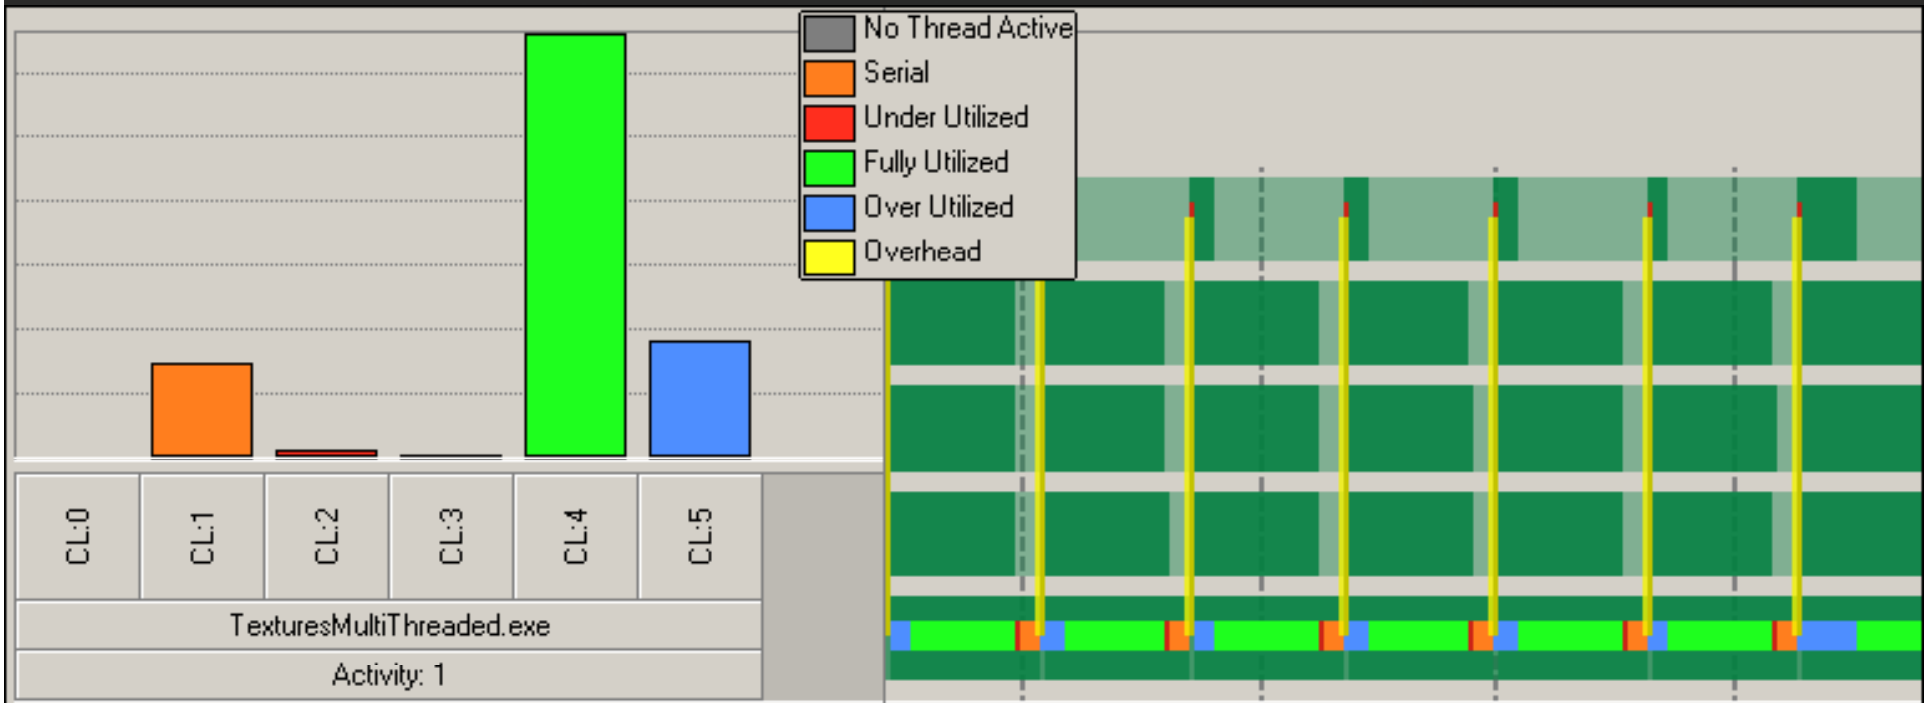 No Thread Active
Serial
Under Utilized
Fully Utilized
Over Utilized
Overhead
CL:0
CL:1
CL:2
CL:3
CL:4
CL:5
TexturesMultiThreaded.exe
Activity: 1